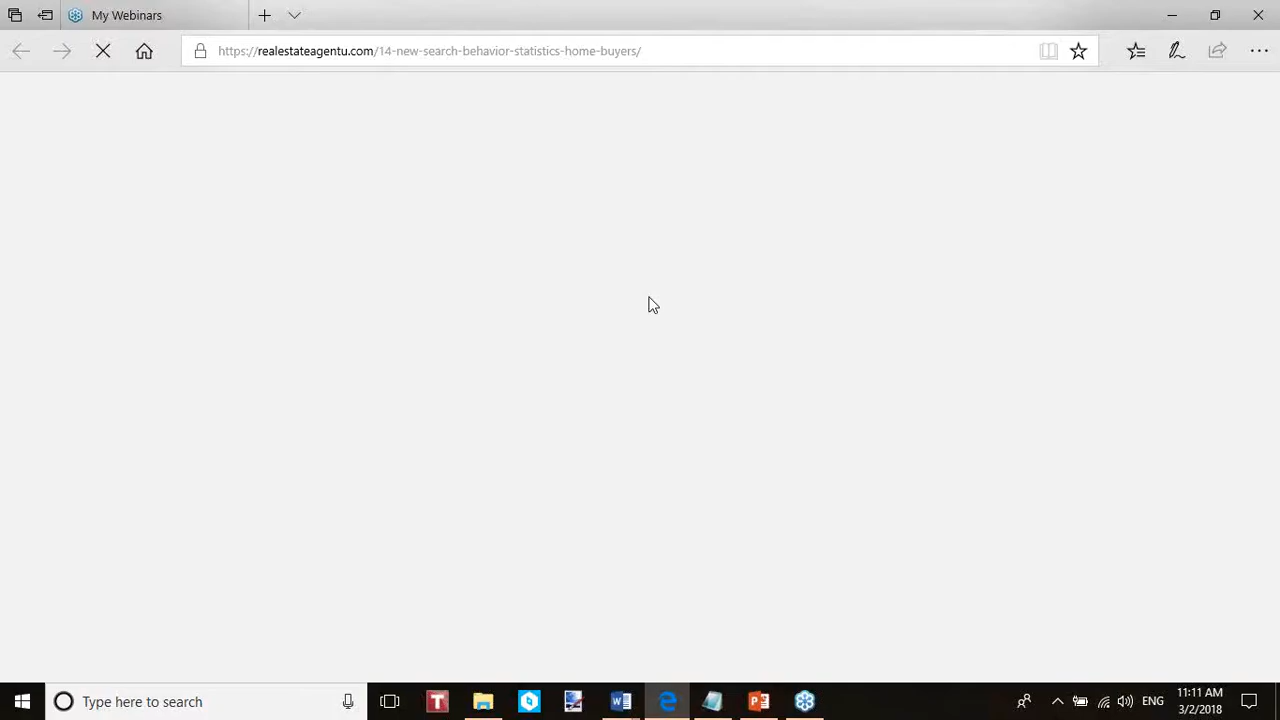 My Webinars
https://realestateagentu.com/14-new-search-behavior-statistics-home-buyers/
Type here to search
T
W
P
ENG
11:11 AM
3/2/2018